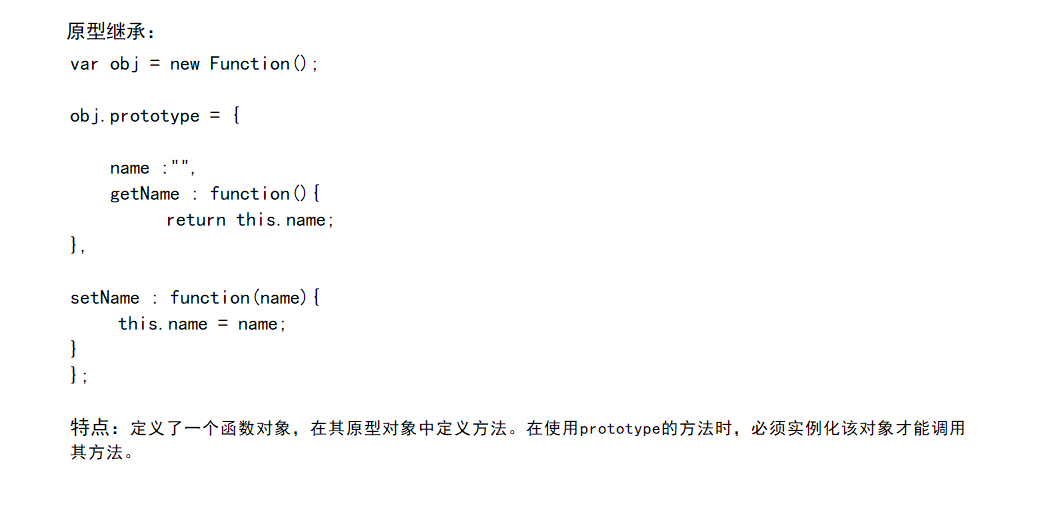 原型继承：
var obj = new Function();
obj.prototype = {
name :"",
getName : function(){
return this.name;
},
setName : function(name){
this.name = name;
}
};
特点：定义了一个函数对象，在其原型对象中定义方法。在使用prototype的方法时，必须实例化该对象才能调用
其方法。